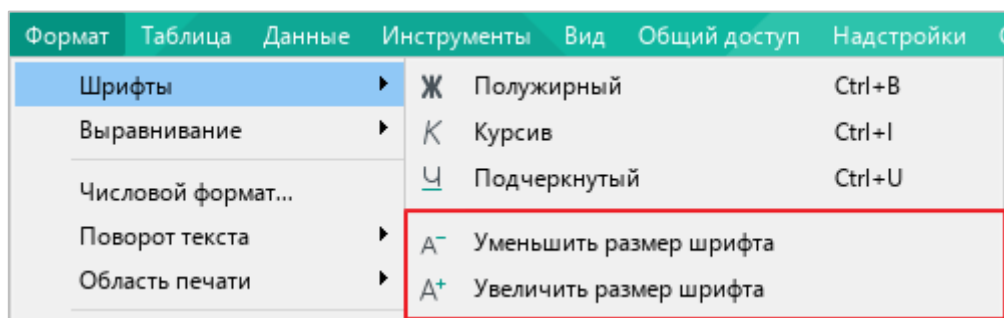 Формат Таблица Данные Инструменты Вид Общий доступ Надстройки
Шрифты
Выравнивание
Числовой формат...
Поворот текста
Область печати
Ж Полужирный Ctrl+B
К Курсив Ctrl+I
Ч Подчеркнутый Ctrl+U
A− Уменьшить размер шрифта
A+ Увеличить размер шрифта